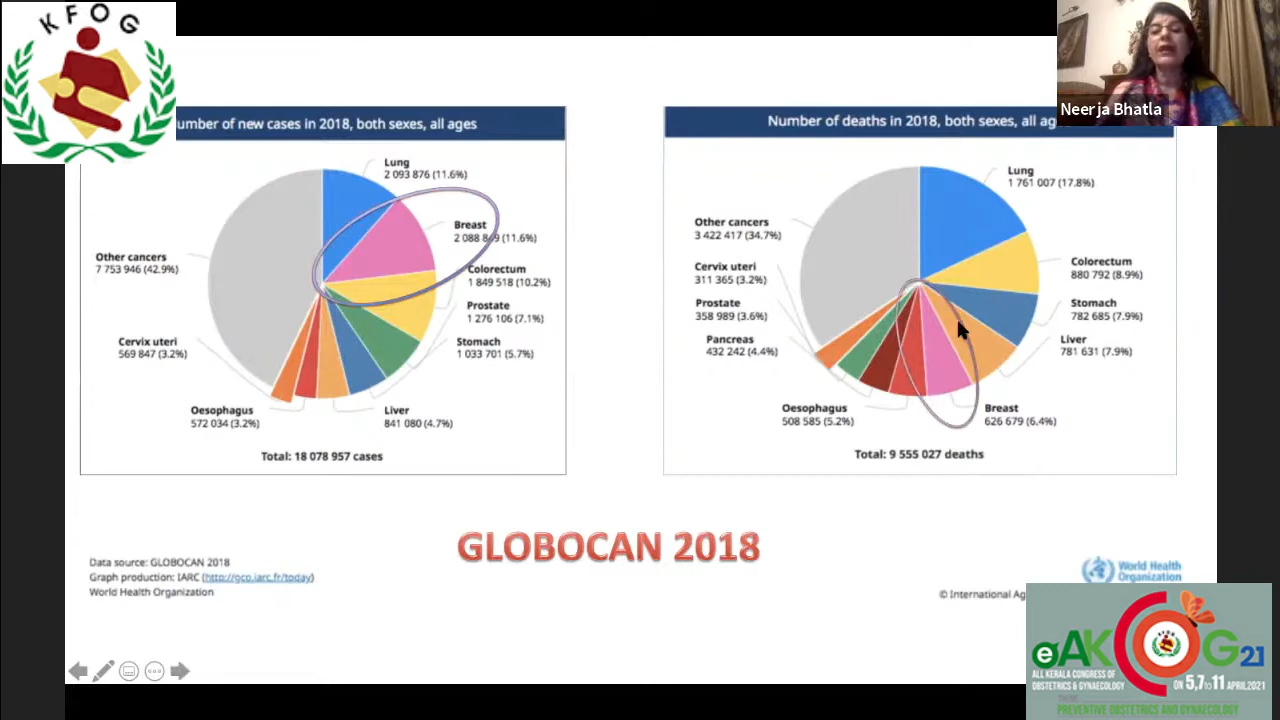 KFOG
Neerja Bhatla
umber of new cases in 2018, both sexes, all ages
Lung
2 093 876 (11.6%)
Breast
2 088 849 (11.6%)
Colorectum
1 849 518 (10.2%)
Prostate
1 276 106 (7.1%)
Stomach
1 033 701 (5.7%)
Liver
841 080 (4.7%)
Oesophagus
572 034 (3.2%)
Cervix uteri
569 847 (3.2%)
Other cancers
7 753 946 (42.9%)
Total: 18 078 957 cases
Number of deaths in 2018, both sexes, all ag
Lung
1 761 007 (17.8%)
Colorectum
880 792 (8.9%)
Stomach
782 685 (7.9%)
Liver
781 631 (7.9%)
Breast
626 679 (6.4%)
Oesophagus
508 585 (5.2%)
Pancreas
432 242 (4.4%)
Prostate
358 989 (3.6%)
Cervix uteri
311 365 (3.2%)
Other cancers
3 422 417 (34.7%)
Total: 9 555 027 deaths
GLOBOCAN 2018
Data source: GLOBOCAN 2018
Graph production: IARC (http://gco.iarc.fr/today)
World Health Organization
World Health
Organization
© International Ag
eAKCOG21
ALL KERALA CONGRESS OF
OBSTETRICS & GYNAECOLOGY
ON 5,7 to 11 APRIL2021
THEME
PREVENTIVE OBSTETRICS AND GYNAECOLOGY